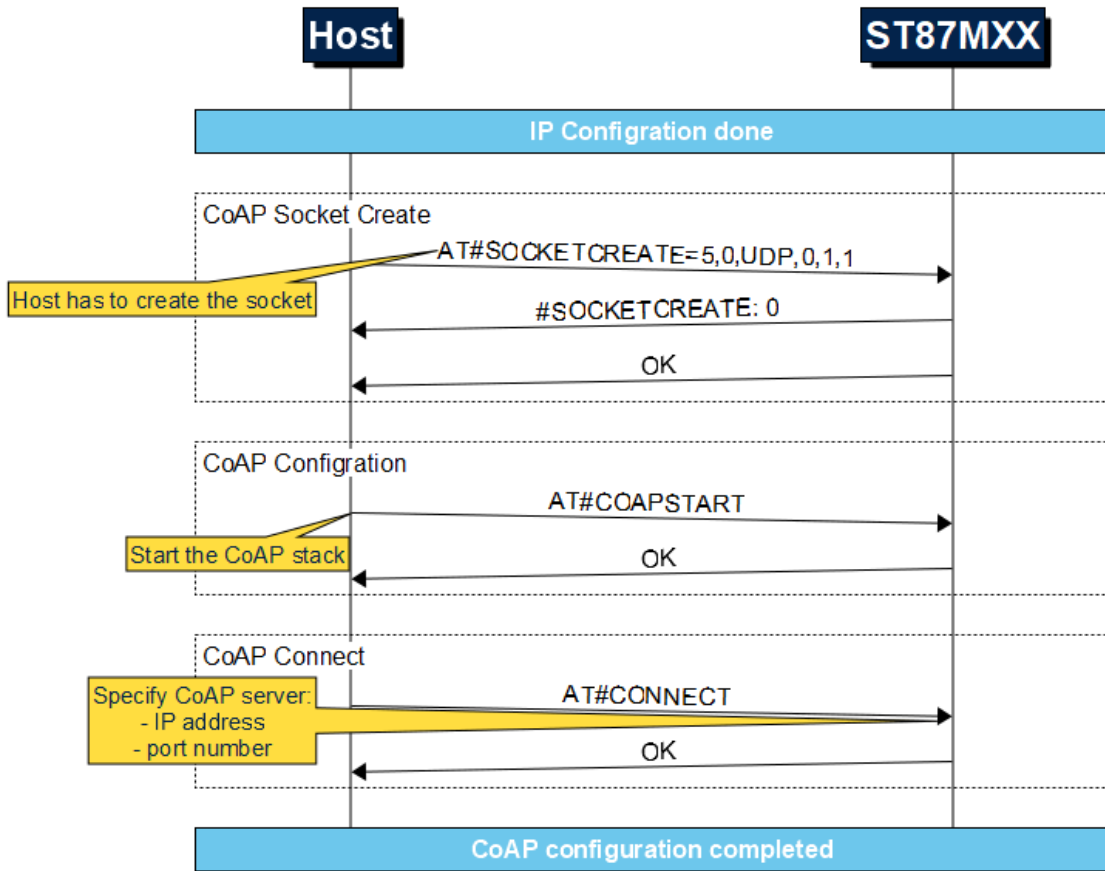 Host
ST87MXX
IP Configration done
CoAP Socket Create
AT#SOCKETCREATE=5,0,UDP,0,1,1
Host has to create the socket
#SOCKETCREATE: 0
OK
CoAP Configration
AT#COAPSTART
Start the CoAP stack
OK
CoAP Connect
AT#CONNECT
Specify CoAP server:
- IP address
- port number
OK
CoAP configuration completed